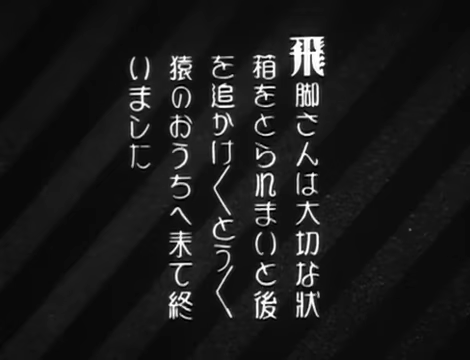 飛脚さんは大切な状
箱をとられまいと後
を追かけ〱とう〱
猿のおうちへ来て終
いました